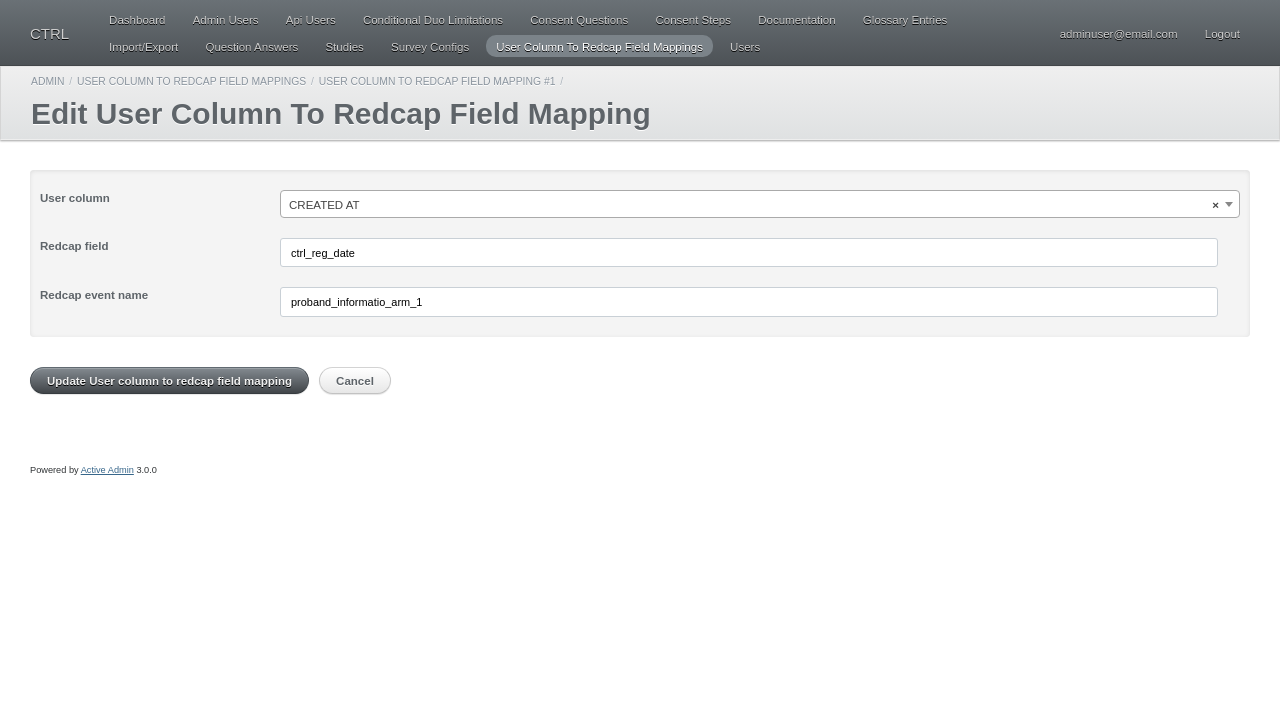 CTRL
Dashboard Admin Users Api Users Conditional Duo Limitations Consent Questions Consent Steps Documentation Glossary Entries
Import/Export Question Answers Studies Survey Configs User Column To Redcap Field Mappings Users
adminuser@email.com Logout
ADMIN / USER COLUMN TO REDCAP FIELD MAPPINGS / USER COLUMN TO REDCAP FIELD MAPPING #1 /
Edit User Column To Redcap Field Mapping
User column
CREATED AT ×
Redcap field
ctrl_reg_date
Redcap event name
proband_informatio_arm_1
Update User column to redcap field mapping Cancel
Powered by Active Admin 3.0.0